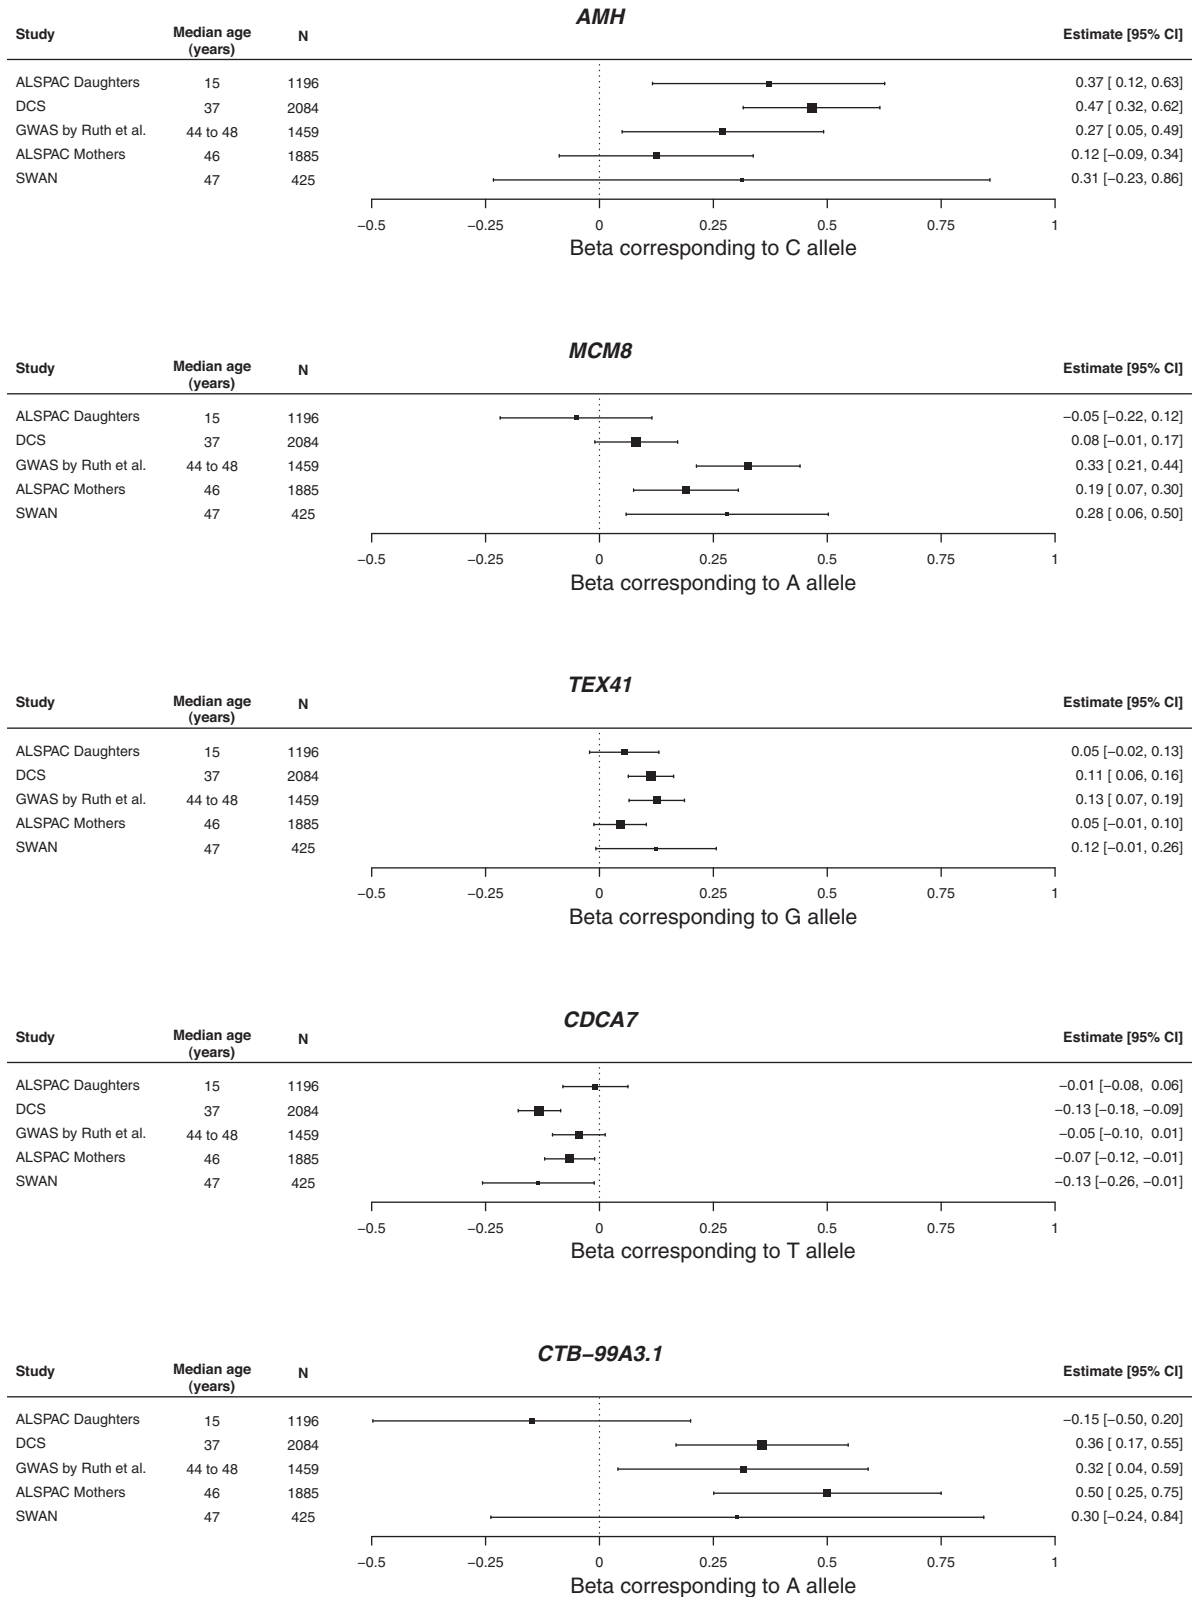 AMH
Study Median age (years) N Estimate [95% CI]
ALSPAC Daughters 15 1196 0.37 [ 0.12, 0.63]
DCS 37 2084 0.47 [ 0.32, 0.62]
GWAS by Ruth et al. 44 to 48 1459 0.27 [ 0.05, 0.49]
ALSPAC Mothers 46 1885 0.12 [−0.09, 0.34]
SWAN 47 425 0.31 [−0.23, 0.86]
−0.5 −0.25 0 0.25 0.5 0.75 1
Beta corresponding to C allele
MCM8
Study Median age (years) N Estimate [95% CI]
ALSPAC Daughters 15 1196 −0.05 [−0.22, 0.12]
DCS 37 2084 0.08 [−0.01, 0.17]
GWAS by Ruth et al. 44 to 48 1459 0.33 [ 0.21, 0.44]
ALSPAC Mothers 46 1885 0.19 [ 0.07, 0.30]
SWAN 47 425 0.28 [ 0.06, 0.50]
−0.5 −0.25 0 0.25 0.5 0.75 1
Beta corresponding to A allele
TEX41
Study Median age (years) N Estimate [95% CI]
ALSPAC Daughters 15 1196 0.05 [−0.02, 0.13]
DCS 37 2084 0.11 [ 0.06, 0.16]
GWAS by Ruth et al. 44 to 48 1459 0.13 [ 0.07, 0.19]
ALSPAC Mothers 46 1885 0.05 [−0.01, 0.10]
SWAN 47 425 0.12 [−0.01, 0.26]
−0.5 −0.25 0 0.25 0.5 0.75 1
Beta corresponding to G allele
CDCA7
Study Median age (years) N Estimate [95% CI]
ALSPAC Daughters 15 1196 −0.01 [−0.08, 0.06]
DCS 37 2084 −0.13 [−0.18, −0.09]
GWAS by Ruth et al. 44 to 48 1459 −0.05 [−0.10, 0.01]
ALSPAC Mothers 46 1885 −0.07 [−0.12, −0.01]
SWAN 47 425 −0.13 [−0.26, −0.01]
−0.5 −0.25 0 0.25 0.5 0.75 1
Beta corresponding to T allele
CTB−99A3.1
Study Median age (years) N Estimate [95% CI]
ALSPAC Daughters 15 1196 −0.15 [−0.50, 0.20]
DCS 37 2084 0.36 [ 0.17, 0.55]
GWAS by Ruth et al. 44 to 48 1459 0.32 [ 0.04, 0.59]
ALSPAC Mothers 46 1885 0.50 [ 0.25, 0.75]
SWAN 47 425 0.30 [−0.24, 0.84]
−0.5 −0.25 0 0.25 0.5 0.75 1
Beta corresponding to A allele